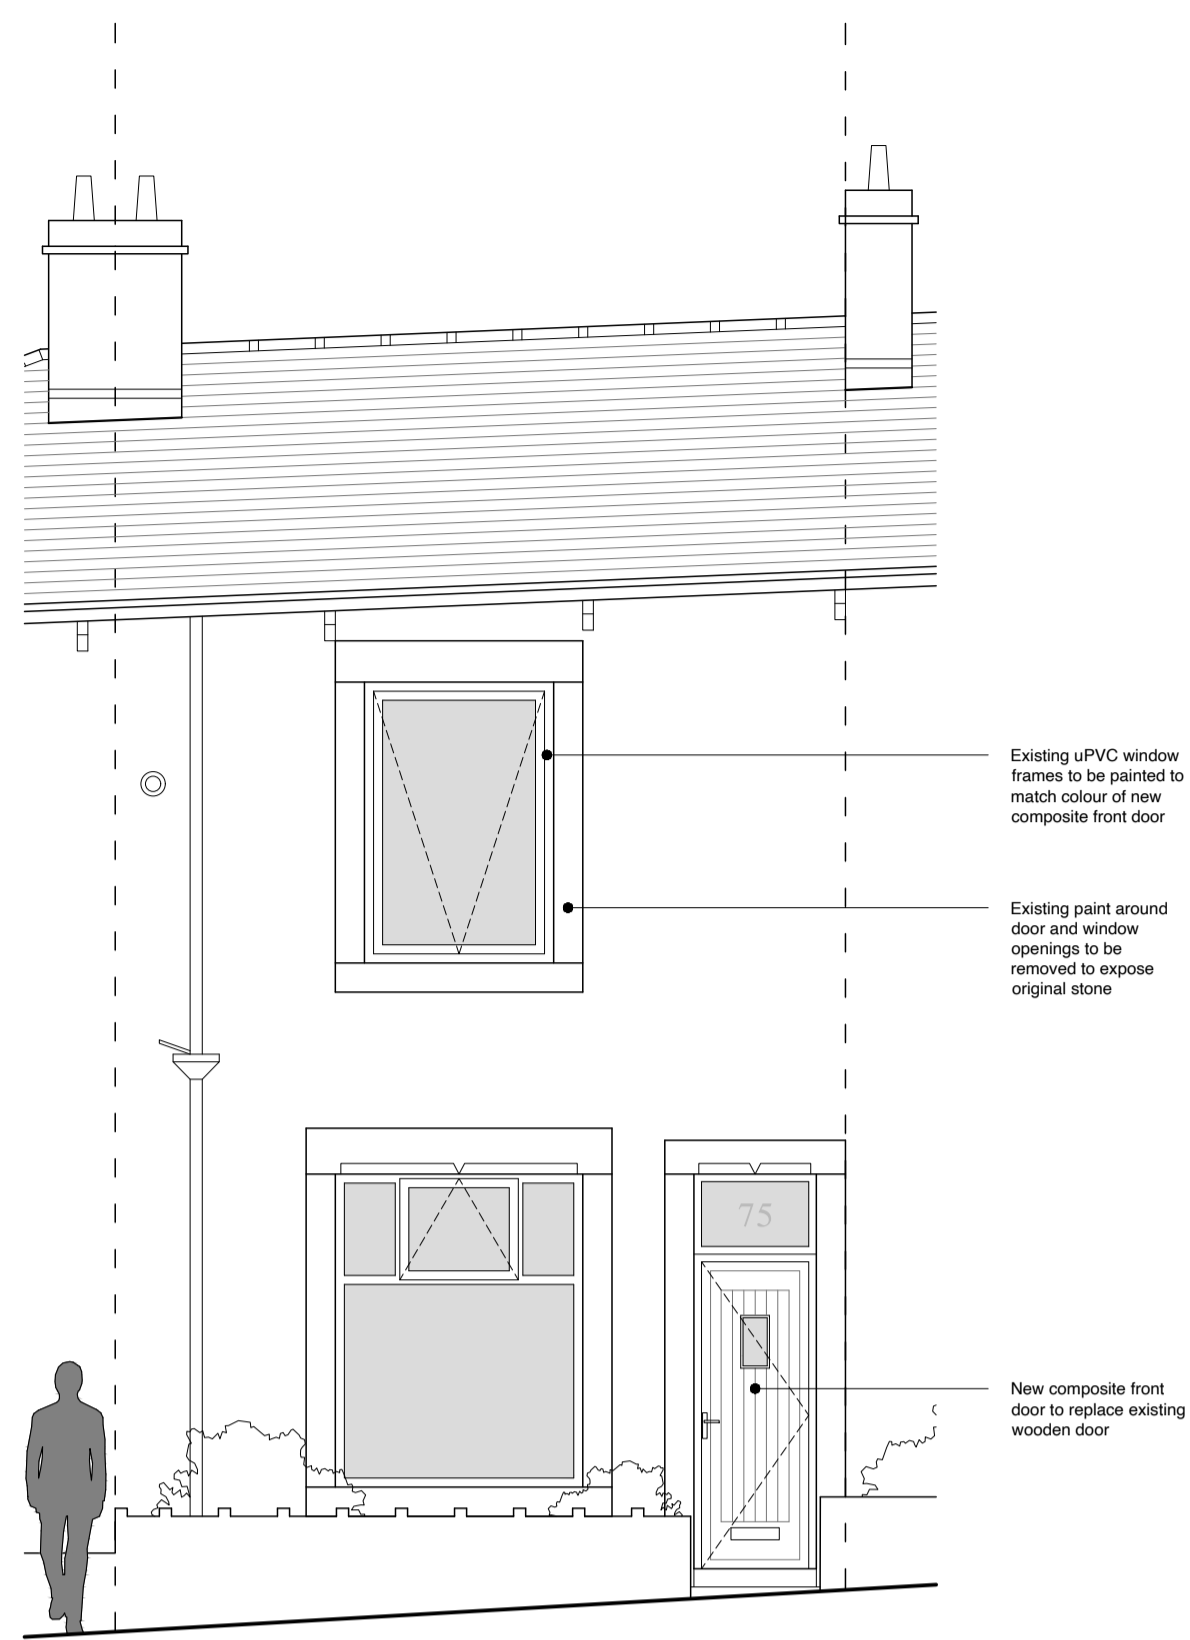 Existing uPVC window
frames to be painted to
match colour of new
composite front door
Existing paint around
door and window
openings to be
removed to expose
original stone
75
New composite front
door to replace existing
wooden door